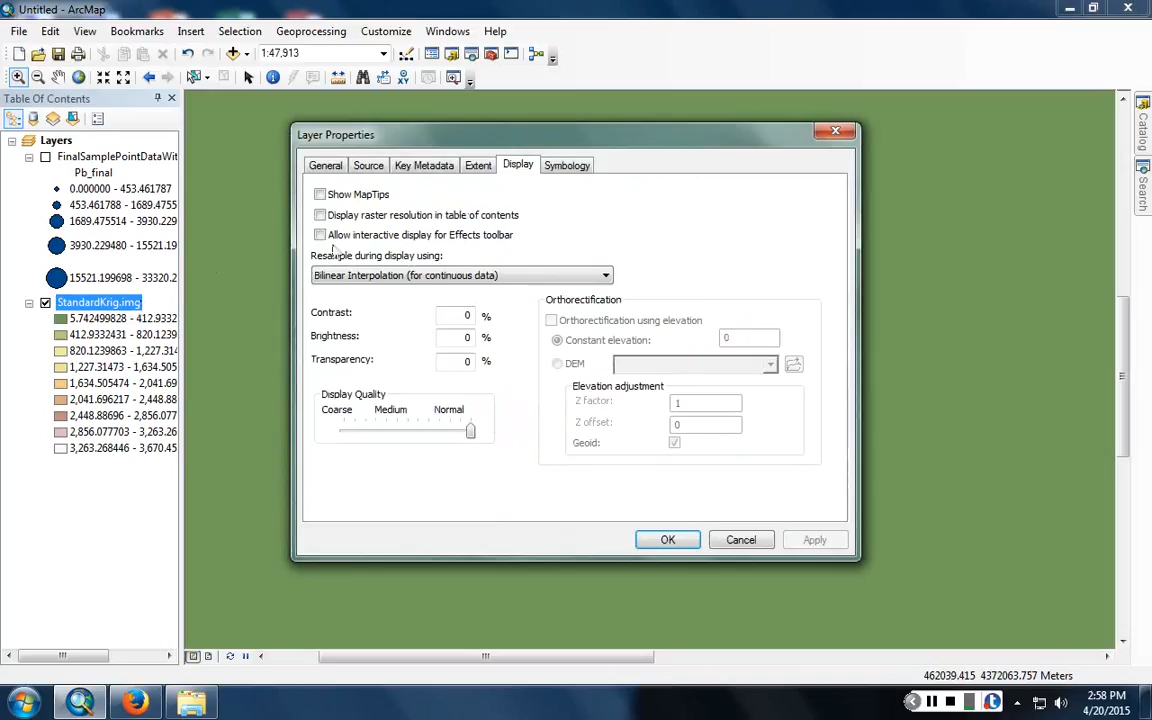 Untitled - ArcMap
File Edit View Bookmarks Insert Selection Geoprocessing Customize Windows Help
1:47,913
Table Of Contents
Layers
FinalSamplePointDataWit
Pb_final
0.000000 - 453.461787
453.461788 - 1689.4755
1689.475514 - 3930.229
3930.229480 - 15521.19
15521.199698 - 33320.2
StandardKrig.img
5.742499828 - 412.9332
412.9332431 - 820.1239
820.1239863 - 1,227.314
1,227.31473 - 1,634.505
1,634.505474 - 2,041.69
2,041.696217 - 2,448.88
2,448.88696 - 2,856.077
2,856.077703 - 3,263.26
3,263.268446 - 3,670.45
Layer Properties
General Source Key Metadata Extent Display Symbology
Show MapTips
Display raster resolution in table of contents
Allow interactive display for Effects toolbar
Resample during display using:
Bilinear Interpolation (for continuous data)
Contrast: 0 %
Brightness: 0 %
Transparency: 0 %
Display Quality
Coarse Medium Normal
Orthorectification
Orthorectification using elevation
Constant elevation: 0
DEM
Elevation adjustment
Z factor: 1
Z offset: 0
Geoid:
OK Cancel Apply
Catalog
Search
462039.415 4372063.757 Meters
2:58 PM
4/20/2015